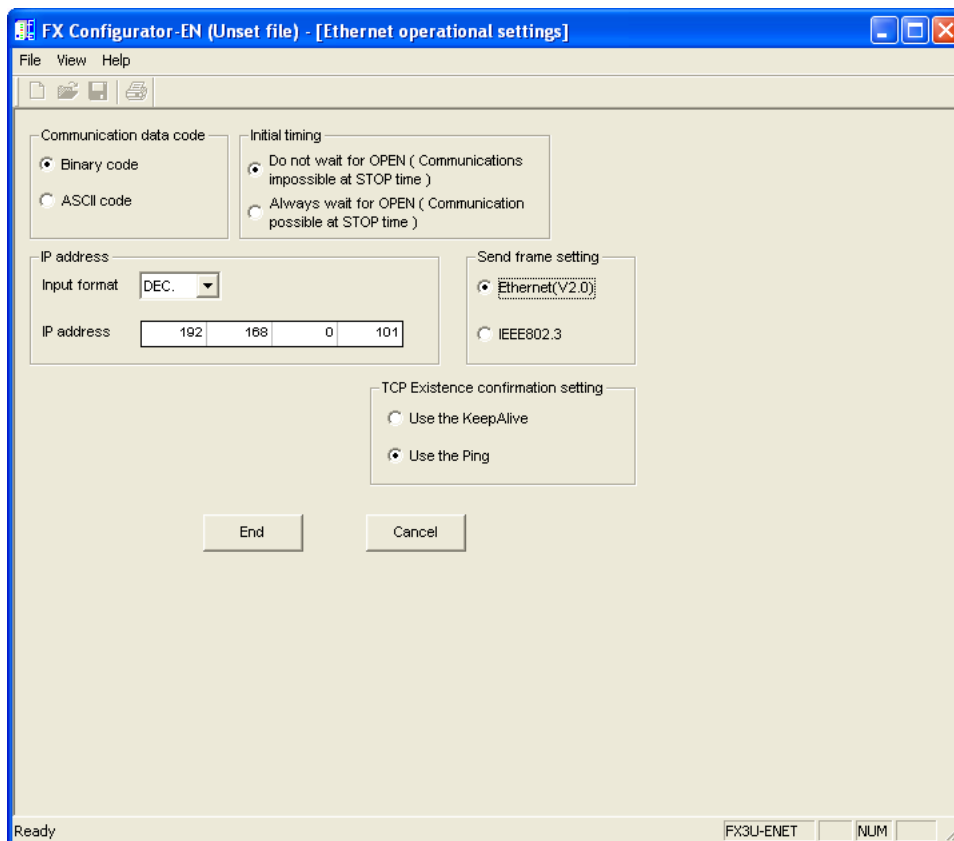 FX Configurator-EN (Unset file) - [Ethernet operational settings]
File View Help
Communication data code
Binary code
ASCII code
Initial timing
Do not wait for OPEN ( Communications
impossible at STOP time )
Always wait for OPEN ( Communication
possible at STOP time )
IP address
Input format DEC.
IP address 192 168 0 101
Send frame setting
Ethernet(V2.0)
IEEE802.3
TCP Existence confirmation setting
Use the KeepAlive
Use the Ping
End Cancel
Ready FX3U-ENET NUM